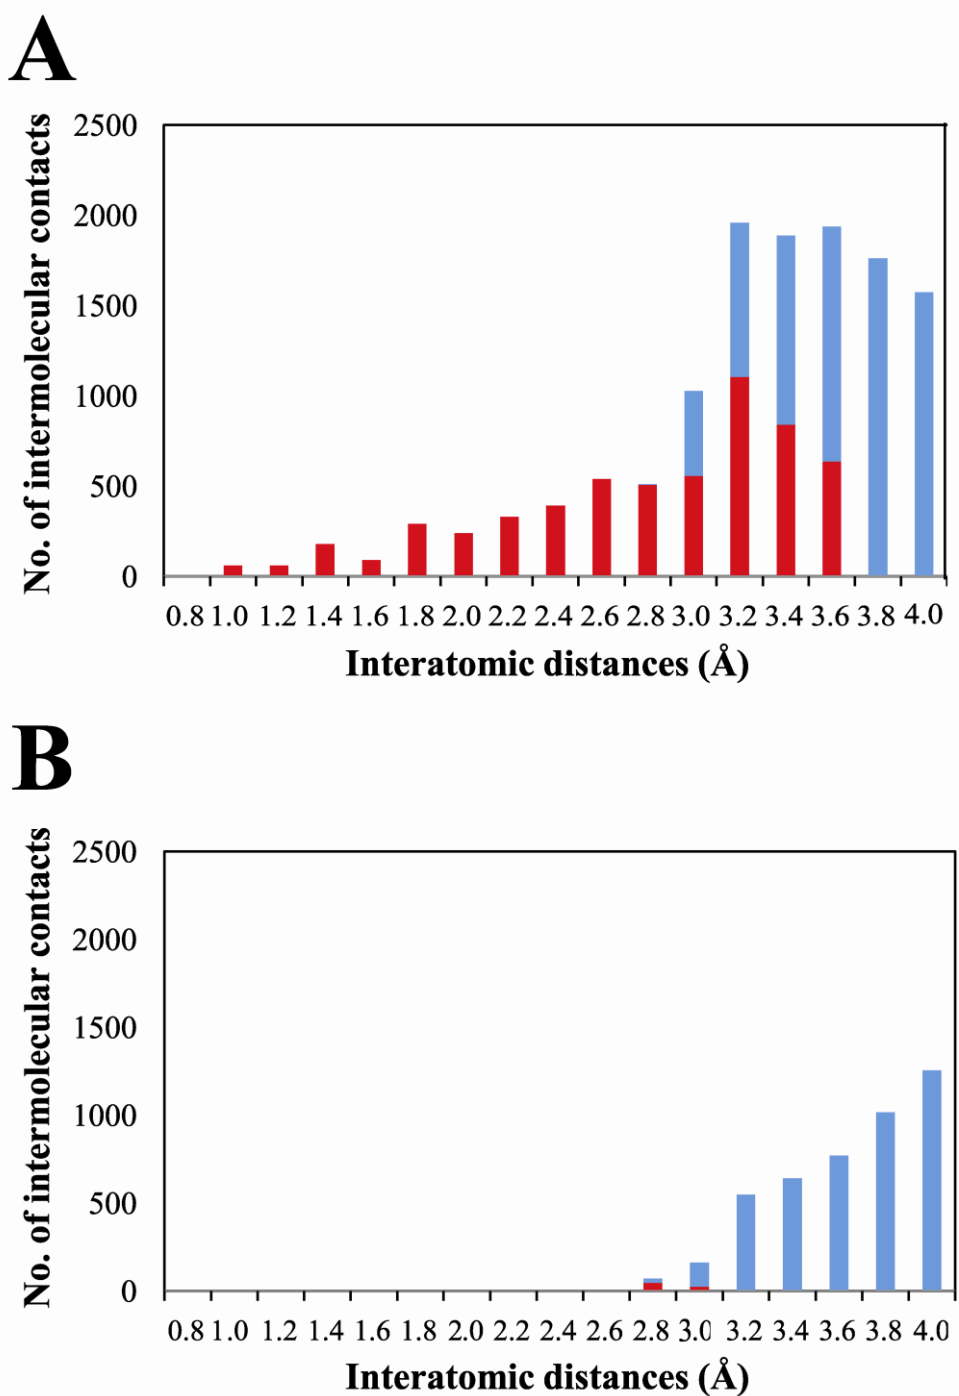 A
No. of intermolecular contacts
2500
2000
1500
1000
500
0
0.8 1.0 1.2 1.4 1.6 1.8 2.0 2.2 2.4 2.6 2.8 3.0 3.2 3.4 3.6 3.8 4.0
Interatomic distances (Å)
B
No. of intermolecular contacts
2500
2000
1500
1000
500
0
0.8 1.0 1.2 1.4 1.6 1.8 2.0 2.2 2.4 2.6 2.8 3.0 3.2 3.4 3.6 3.8 4.0
Interatomic distances (Å)